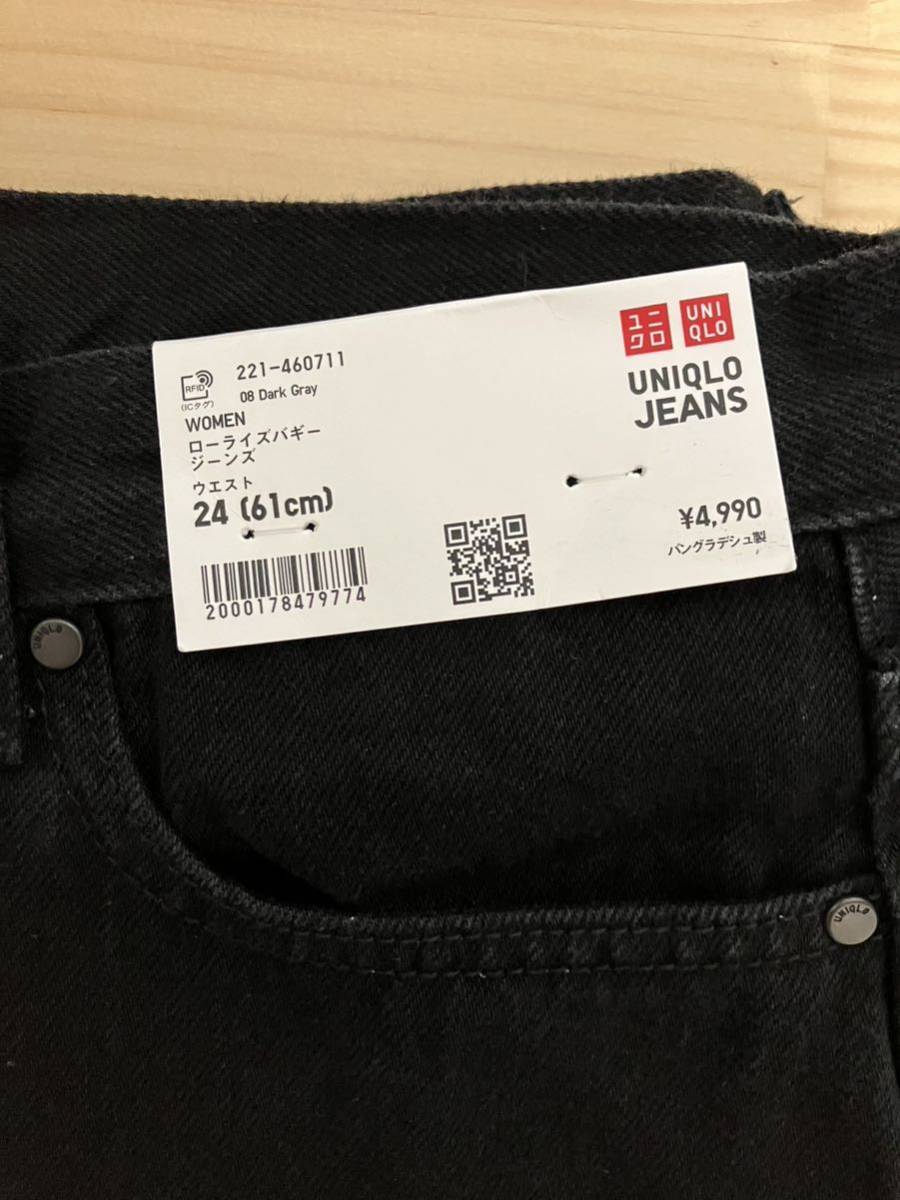 221-460711
RFID
(ICタグ)
08 Dark Gray
WOMEN
ローライズバギー
ジーンズ
ウエスト
24 (61cm)
2000178479774
ユニ
クロ
UNI
QLO
UNIQLO
JEANS
¥4,990
バングラデシュ製
UNIQLO
UNIQLO